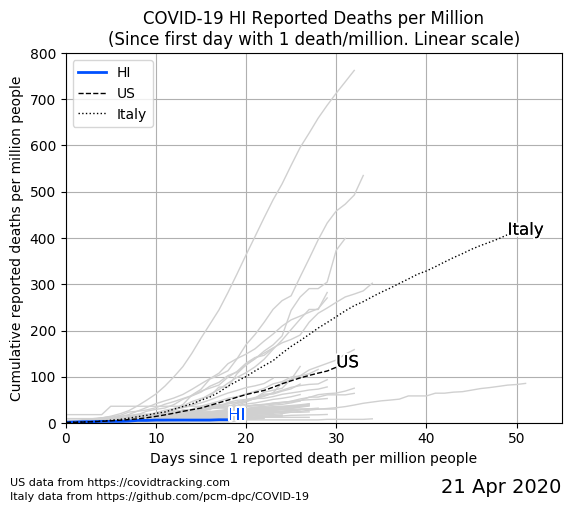 COVID-19 HI Reported Deaths per Million
(Since first day with 1 death/million. Linear scale)
Cumulative reported deaths per million people
800
700
600
500
400
300
200
100
0
HI
US
Italy
Italy
US
HI
0 10 20 30 40 50
Days since 1 reported death per million people
US data from https://covidtracking.com
Italy data from https://github.com/pcm-dpc/COVID-19
21 Apr 2020